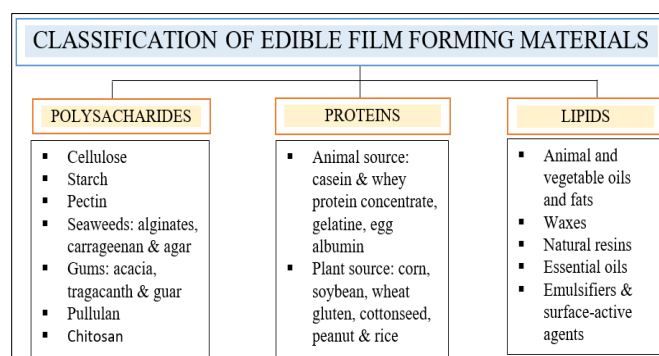 CLASSIFICATION OF EDIBLE FILM FORMING MATERIALS
POLYSACHARIDES
▪ Cellulose
▪ Starch
▪ Pectin
▪ Seaweeds: alginates,
carrageenan & agar
▪ Gums: acacia,
tragacanth & guar
▪ Pullulan
▪ Chitosan
PROTEINS
▪ Animal source:
casein & whey
protein concentrate,
gelatine, egg
albumin
▪ Plant source: corn,
soybean, wheat
gluten, cottonseed,
peanut & rice
LIPIDS
▪ Animal and
vegetable oils
and fats
▪ Waxes
▪ Natural resins
▪ Essential oils
▪ Emulsifiers &
surface-active
agents